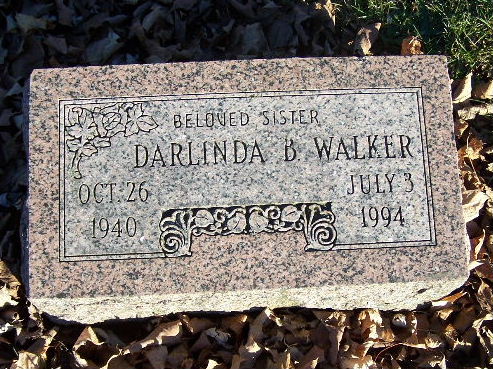 BELOVED SISTER
DARLINDA B. WALKER
OCT. 26 JULY 3
1940 1994